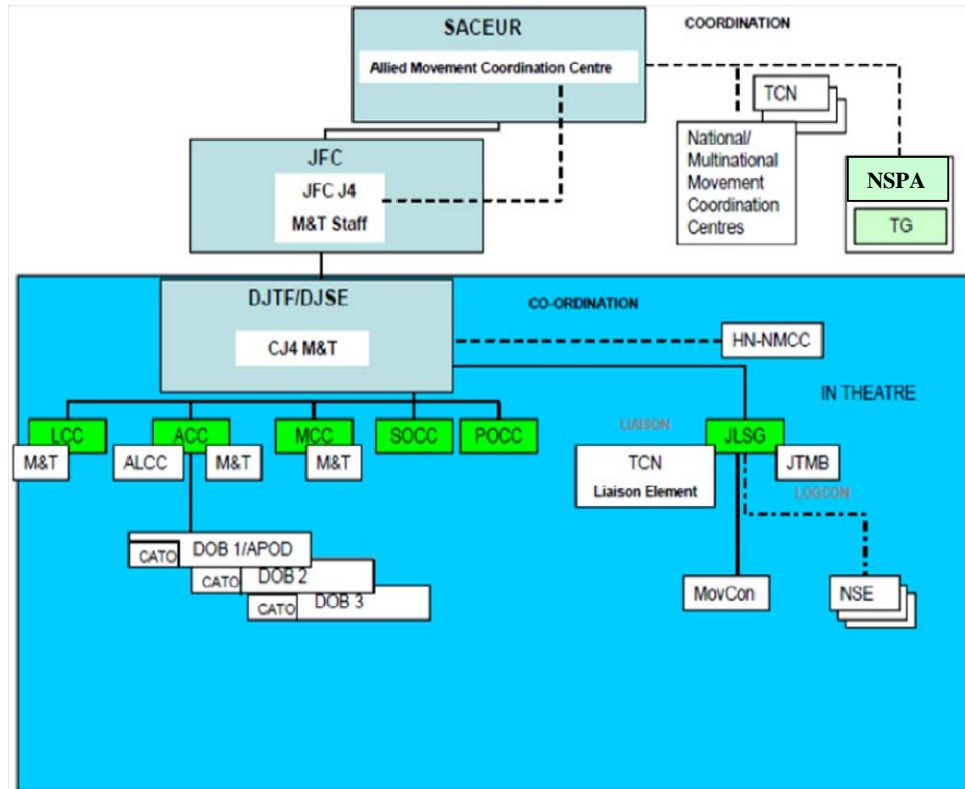 SACEUR
COORDINATION
Allied Movement Coordination Centre
TCN
National/
Multinational
Movement
Coordination
Centres
NSPA
TG
JFC
JFC J4
M&T Staff
DJTF/DJSE
CO-ORDINATION
CJ4 M&T
HN-NMCC
IN THEATRE
LCC
ACC
MCC
SOCC
POCC
LIAISON
JLSG
M&T
ALCC
M&T
M&T
TCN
Liaison Element
JTMB
LOGCON
DOB 1/APOD
CATO
DOB 2
CATO
DOB 3
CATO
MovCon
NSE